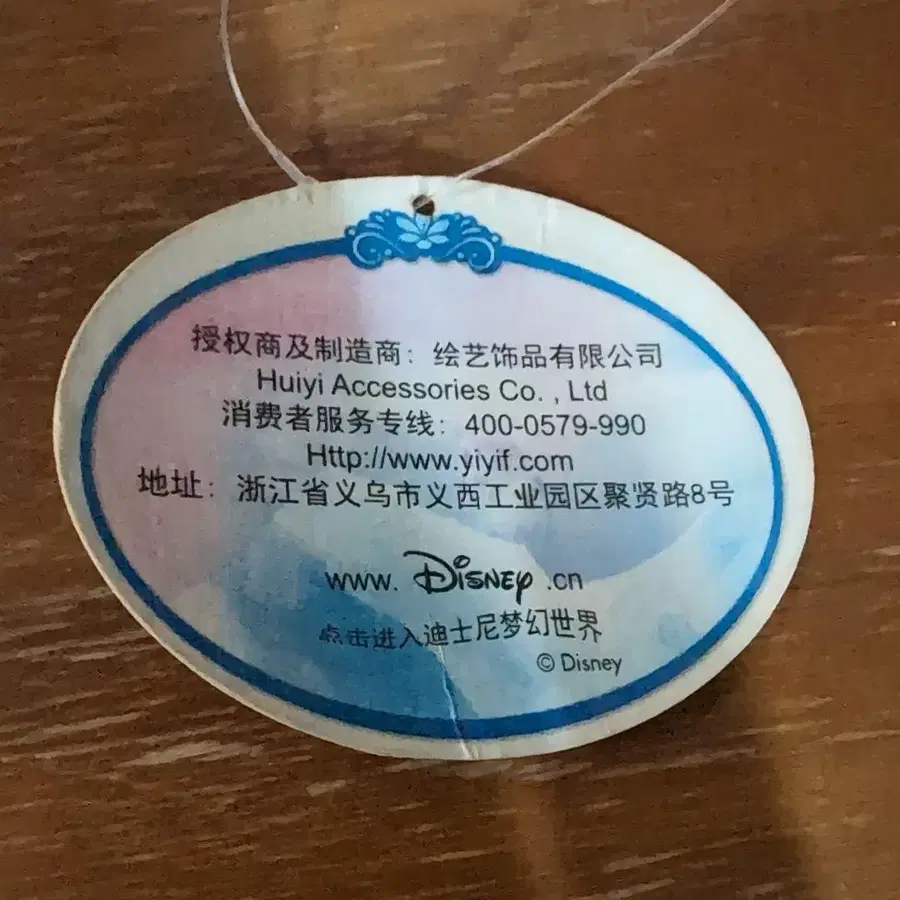 授权商及制造商：绘艺饰品有限公司
Huiyi Accessories Co. , Ltd
消费者服务专线：400-0579-990
Http://www.yiyif.com
地址：浙江省义乌市义西工业园区聚贤路8号
www. Disney .cn
点击进入迪士尼梦幻世界
© Disney